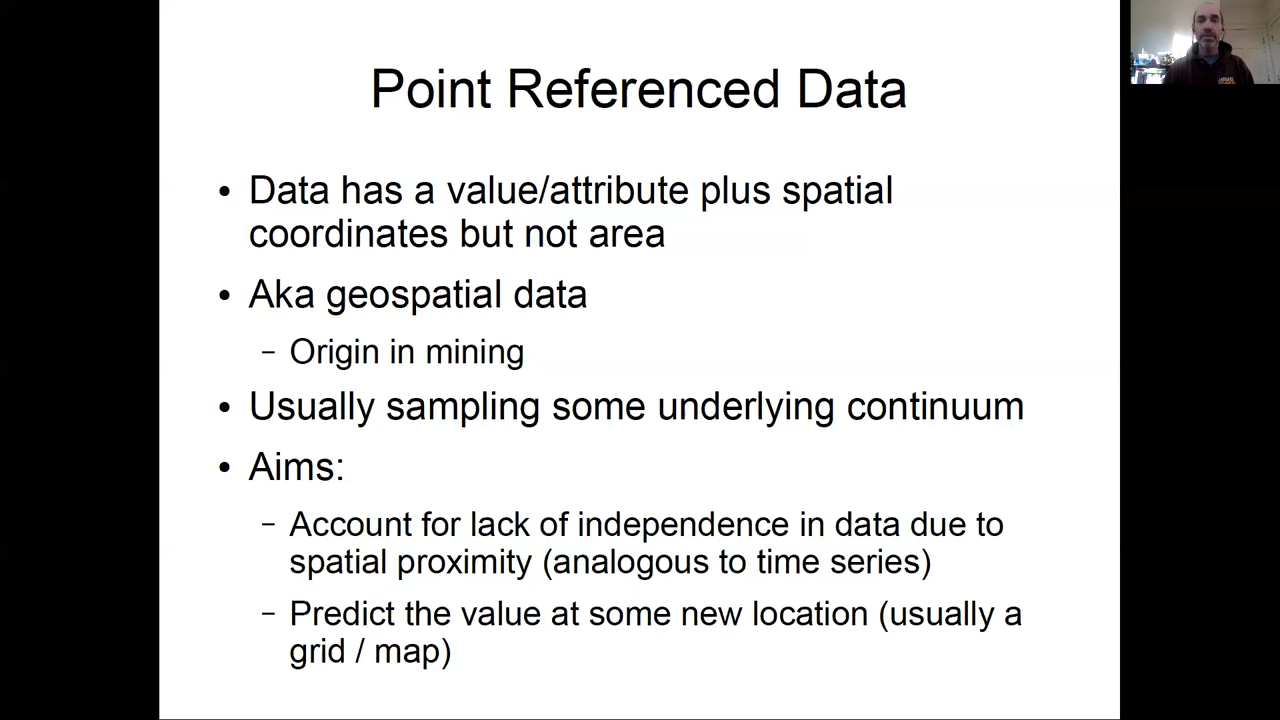 Point Referenced Data
• Data has a value/attribute plus spatial
coordinates but not area
• Aka geospatial data
– Origin in mining
• Usually sampling some underlying continuum
• Aims:
– Account for lack of independence in data due to
spatial proximity (analogous to time series)
– Predict the value at some new location (usually a
grid / map)